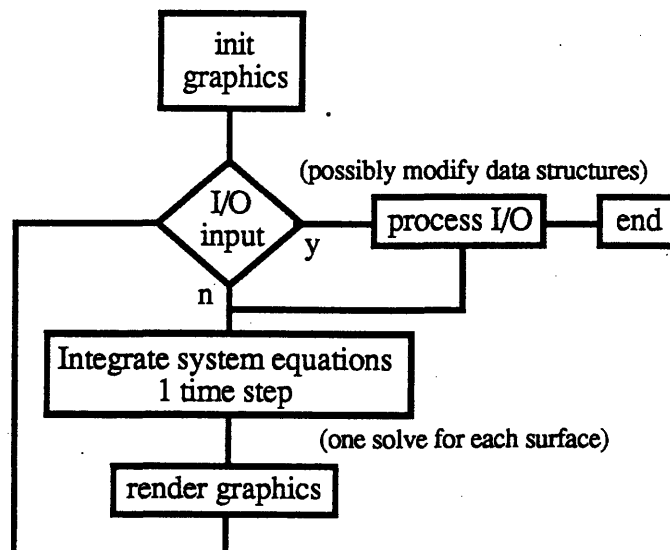 init
graphics
(possibly modify data structures)
I/O
input
y
process I/O
end
n
Integrate system equations
1 time step
(one solve for each surface)
render graphics